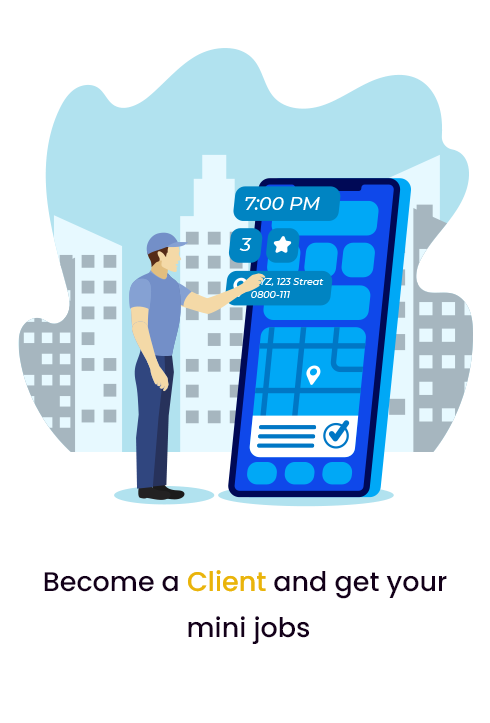 7:00 PM
3
YZ, 123 Streat
0800-111
Become a Client and get your
mini jobs